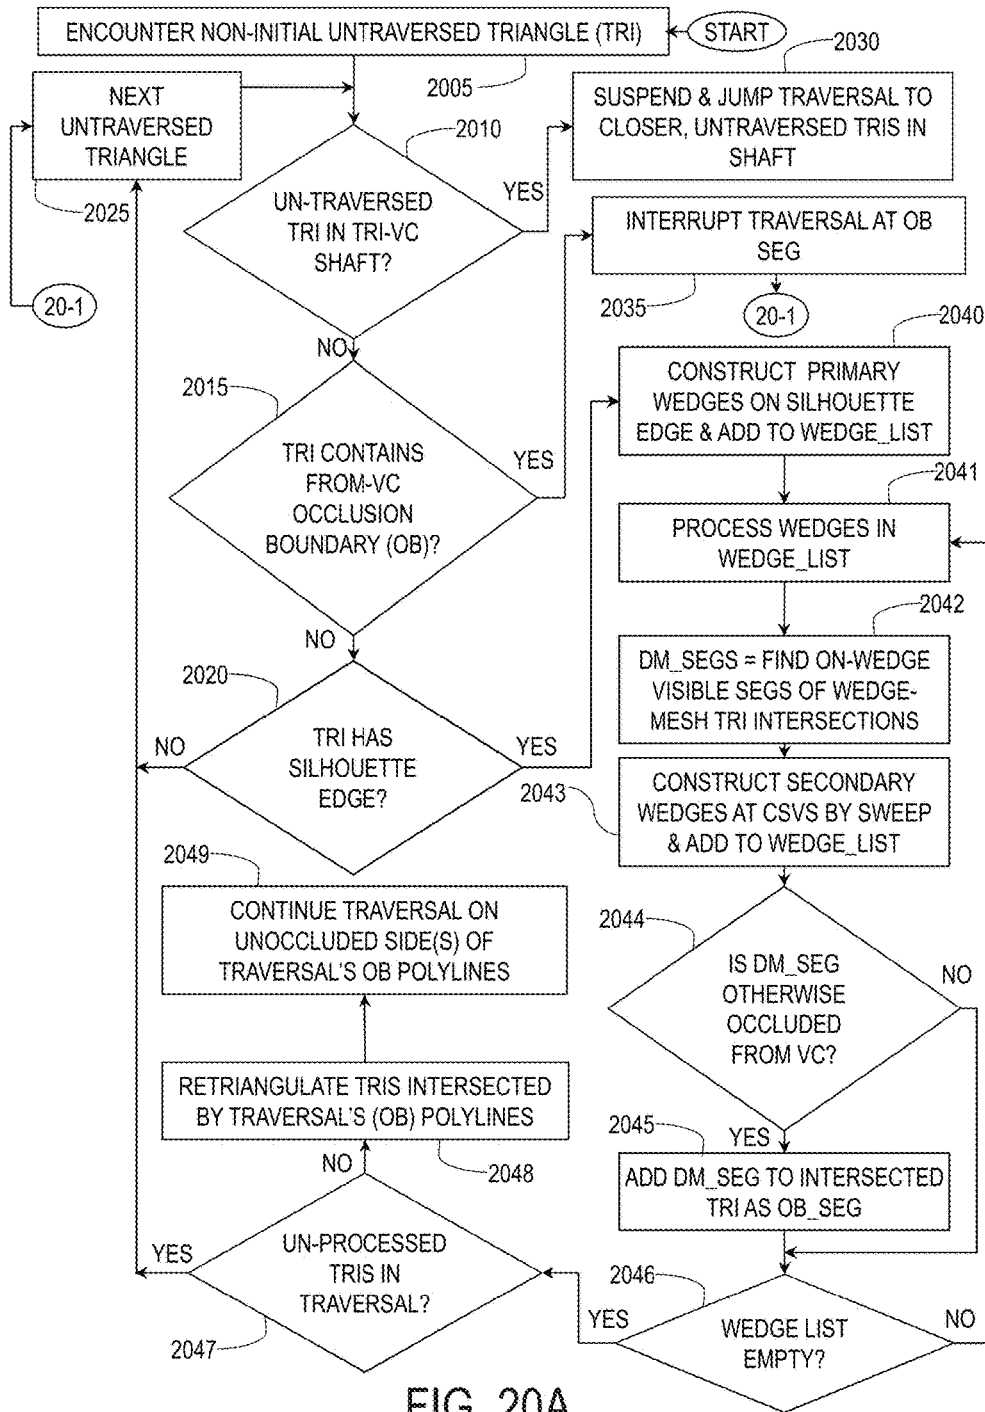 ENCOUNTER NON-INITIAL UNTRAVERSED TRIANGLE (TRI)
START
2005
2030
NEXT
UNTRAVERSED
TRIANGLE
2025
SUSPEND & JUMP TRAVERSAL TO
CLOSER, UNTRAVERSED TRIS IN
SHAFT
2010
UN-TRAVERSED
TRI IN TRI-VC
SHAFT?
YES
NO
INTERRUPT TRAVERSAL AT OB
SEG
2035
20-1
20-1
2040
2015
TRI CONTAINS
FROM-VC
OCCLUSION
BOUNDARY (OB)?
YES
NO
CONSTRUCT PRIMARY
WEDGES ON SILHOUETTE
EDGE & ADD TO WEDGE_LIST
2041
PROCESS WEDGES IN
WEDGE_LIST
2042
DM_SEGS = FIND ON-WEDGE
VISIBLE SEGS OF WEDGE-
MESH TRI INTERSECTIONS
2020
TRI HAS
SILHOUETTE
EDGE?
NO
YES
2043
CONSTRUCT SECONDARY
WEDGES AT CSVS BY SWEEP
& ADD TO WEDGE_LIST
2049
CONTINUE TRAVERSAL ON
UNOCCLUDED SIDE(S) OF
TRAVERSAL'S OB POLYLINES
2044
IS DM_SEG
OTHERWISE
OCCLUDED
FROM VC?
NO
YES
RETRIANGULATE TRIS INTERSECTED
BY TRAVERSAL'S (OB) POLYLINES
2048
2045
ADD DM_SEG TO INTERSECTED
TRI AS OB_SEG
NO
UN-PROCESSED
TRIS IN
TRAVERSAL?
YES
2047
2046
WEDGE LIST
EMPTY?
YES
NO
FIG. 20A